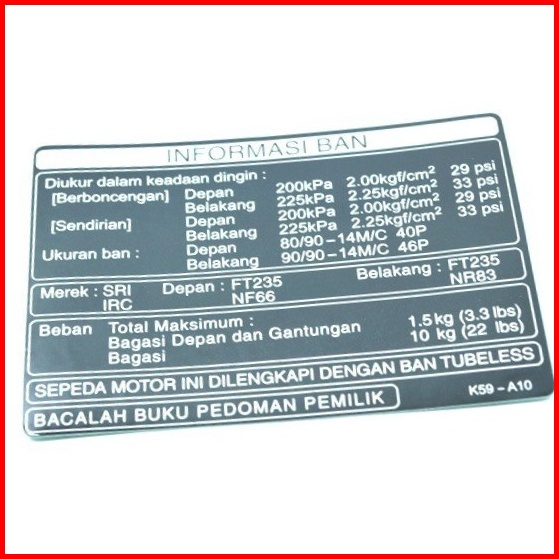 INFORMASI BAN
Diukur dalam keadaan dingin :
[Berboncengan] Depan 200kPa 2.00kgf/cm² 29 psi
Belakang 225kPa 2.25kgf/cm² 33 psi
[Sendirian] Depan 200kPa 2.00kgf/cm² 29 psi
Belakang 225kPa 2.25kgf/cm² 33 psi
Ukuran ban : Depan 80/90-14M/C 40P
Belakang 90/90-14M/C 46P
Merek : SRI Depan : FT235 Belakang : FT235
IRC NF66 NR83
Beban Total Maksimum :
Bagasi Depan dan Gantungan 1.5kg (3.3 lbs)
Bagasi 10 kg (22 lbs)
SEPEDA MOTOR INI DILENGKAPI DENGAN BAN TUBELESS
BACALAH BUKU PEDOMAN PEMILIK K59-A10